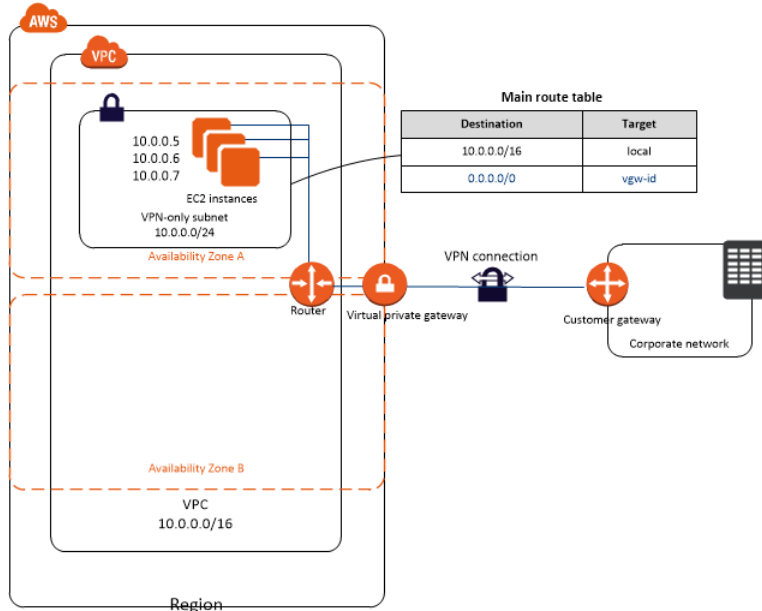 AWS
VPC
10.0.0.5
10.0.0.6
10.0.0.7
EC2 instances
VPN-only subnet
10.0.0.0/24
Availability Zone A
Main route table
Destination Target
10.0.0.0/16 local
0.0.0.0/0 vgw-id
VPN connection
Router
Virtual private gateway
Customer gateway
Corporate network
Availability Zone B
VPC
10.0.0.0/16
Region